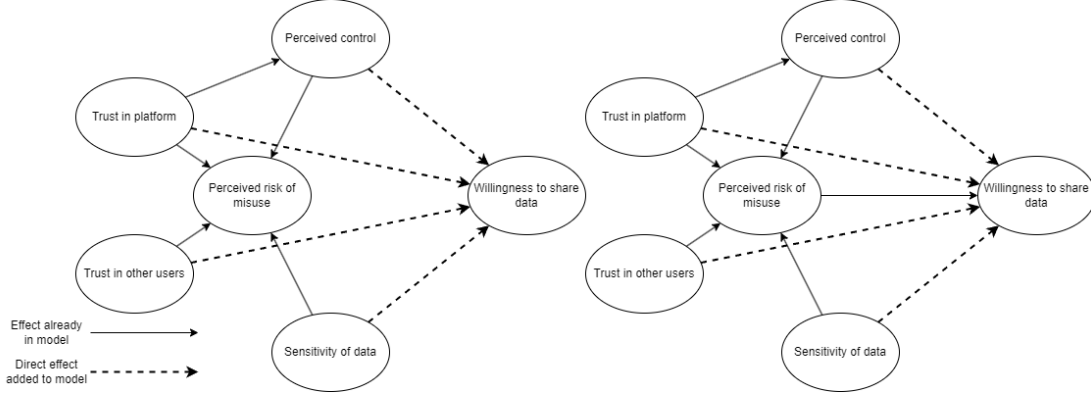 Perceived control
Trust in platform
Perceived risk of
misuse
Willingness to share
data
Trust in other users
Sensitivity of data
Effect already
in model
Direct effect
added to model
Perceived control
Trust in platform
Perceived risk of
misuse
Willingness to share
data
Trust in other users
Sensitivity of data